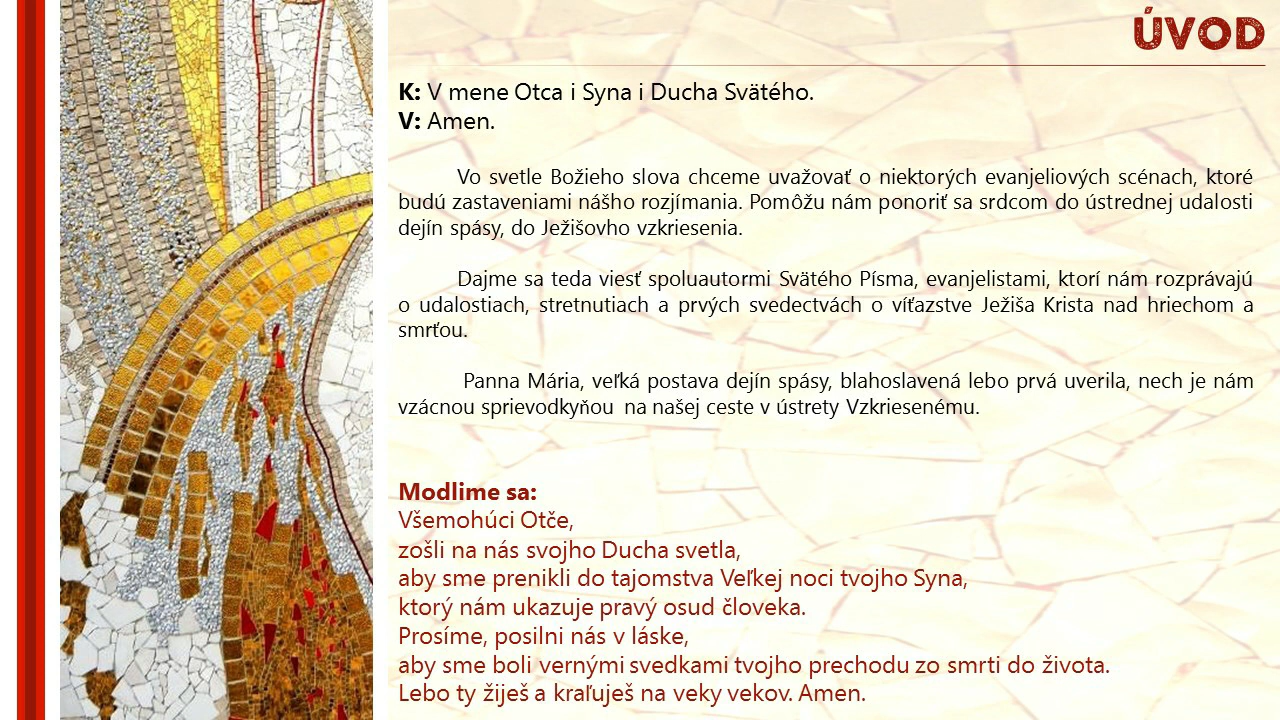 ÚVOD
K: V mene Otca i Syna i Ducha Svätého.
V: Amen.
Vo svetle Božieho slova chceme uvažovať o niektorých evanjeliových scénach, ktoré
budú zastaveniami nášho rozjímania. Pomôžu nám ponoriť sa srdcom do ústrednej udalosti
dejín spásy, do Ježišovho vzkriesenia.
Dajme sa teda viesť spoluautormi Svätého Písma, evanjelistami, ktorí nám rozprávajú
o udalostiach, stretnutiach a prvých svedectvách o víťazstve Ježiša Krista nad hriechom a
smrťou.
Panna Mária, veľká postava dejín spásy, blahoslavená lebo prvá uverila, nech je nám
vzácnou sprievodkyňou na našej ceste v ústrety Vzkriesenému.
Modlime sa:
Všemohúci Otče,
zošli na nás svojho Ducha svetla,
aby sme prenikli do tajomstva Veľkej noci tvojho Syna,
ktorý nám ukazuje pravý osud človeka.
Prosíme, posilni nás v láske,
aby sme boli vernými svedkami tvojho prechodu zo smrti do života.
Lebo ty žiješ a kraľuješ na veky vekov. Amen.